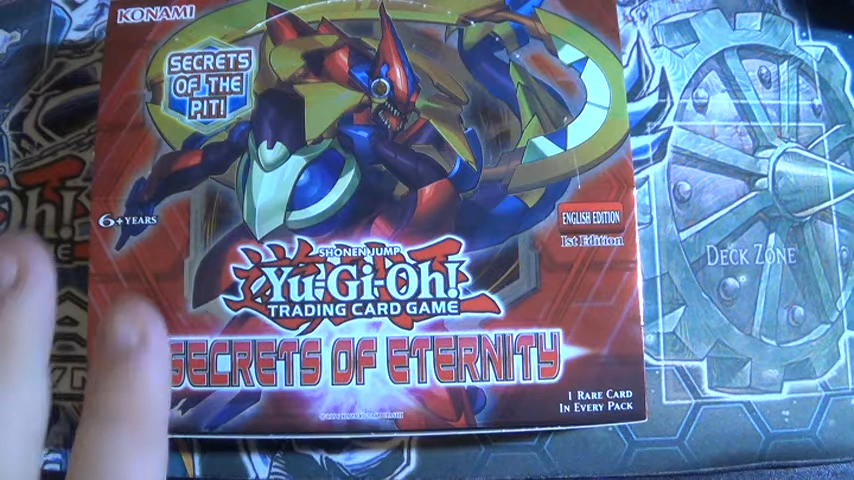 KONAMI
SECRETS
OF THE
PIT!
6+ YEARS
ENGLISH EDITION
1st Edition
SHONEN JUMP
Yu-Gi-Oh!
TRADING CARD GAME
SECRETS OF ETERNITY
1 RARE CARD
IN EVERY PACK
DECK ZONE
Oh!